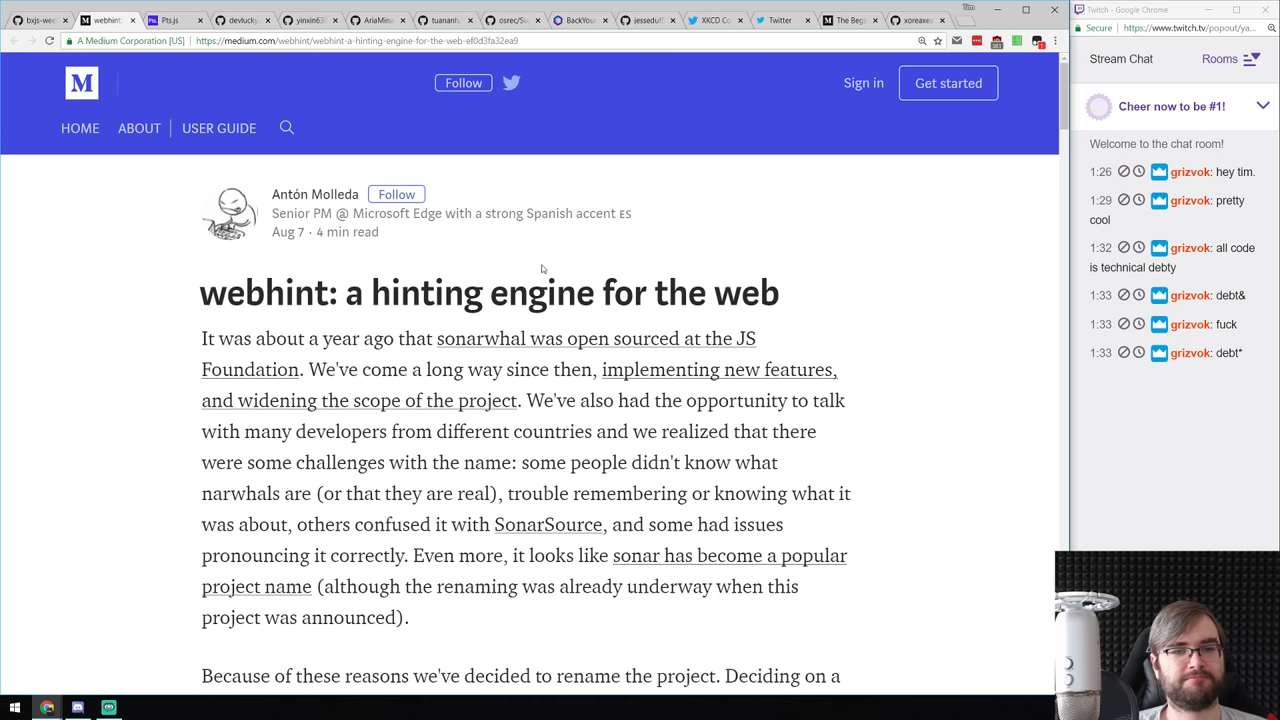 bxjs-wee
webhint:
Pts.js
devlucky
yinxin63
AriaMina
tuananh,
osrec/Su
BackYou
jesseduff
XKCD Co
Twitter
The Begi
xoreaxea
Tim
A Medium Corporation [US]
https://medium.com/webhint/webhint-a-hinting-engine-for-the-web-ef0d3fa32ea9
M
Follow
Sign in
Get started
HOME
ABOUT
USER GUIDE
Antón Molleda
Follow
Senior PM @ Microsoft Edge with a strong Spanish accent ES
Aug 7 · 4 min read
webhint: a hinting engine for the web
It was about a year ago that sonarwhal was open sourced at the JS
Foundation. We've come a long way since then, implementing new features,
and widening the scope of the project. We've also had the opportunity to talk
with many developers from different countries and we realized that there
were some challenges with the name: some people didn't know what
narwhals are (or that they are real), trouble remembering or knowing what it
was about, others confused it with SonarSource, and some had issues
pronouncing it correctly. Even more, it looks like sonar has become a popular
project name (although the renaming was already underway when this
project was announced).
Because of these reasons we've decided to rename the project. Deciding on a
Twitch - Google Chrome
Secure
https://www.twitch.tv/popout/ya...
Stream Chat
Rooms
Cheer now to be #1!
Welcome to the chat room!
1:26 grizvok: hey tim.
1:29 grizvok: pretty
cool
1:32 grizvok: all code
is technical debty
1:33 grizvok: debt&
1:33 grizvok: fuck
1:33 grizvok: debt*